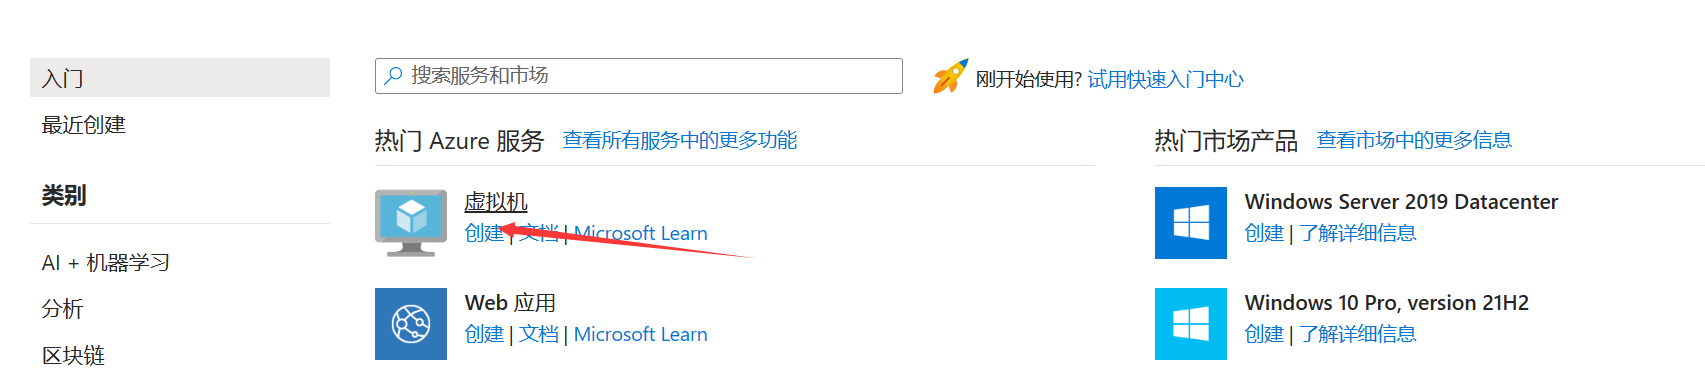 入门
最近创建
类别
AI + 机器学习
分析
区块链
搜索服务和市场
刚开始使用? 试用快速入门中心
热门 Azure 服务 查看所有服务中的更多功能
虚拟机
创建 | 文档 | Microsoft Learn
Web 应用
创建 | 文档 | Microsoft Learn
热门市场产品 查看市场中的更多信息
Windows Server 2019 Datacenter
创建 | 了解详细信息
Windows 10 Pro, version 21H2
创建 | 了解详细信息